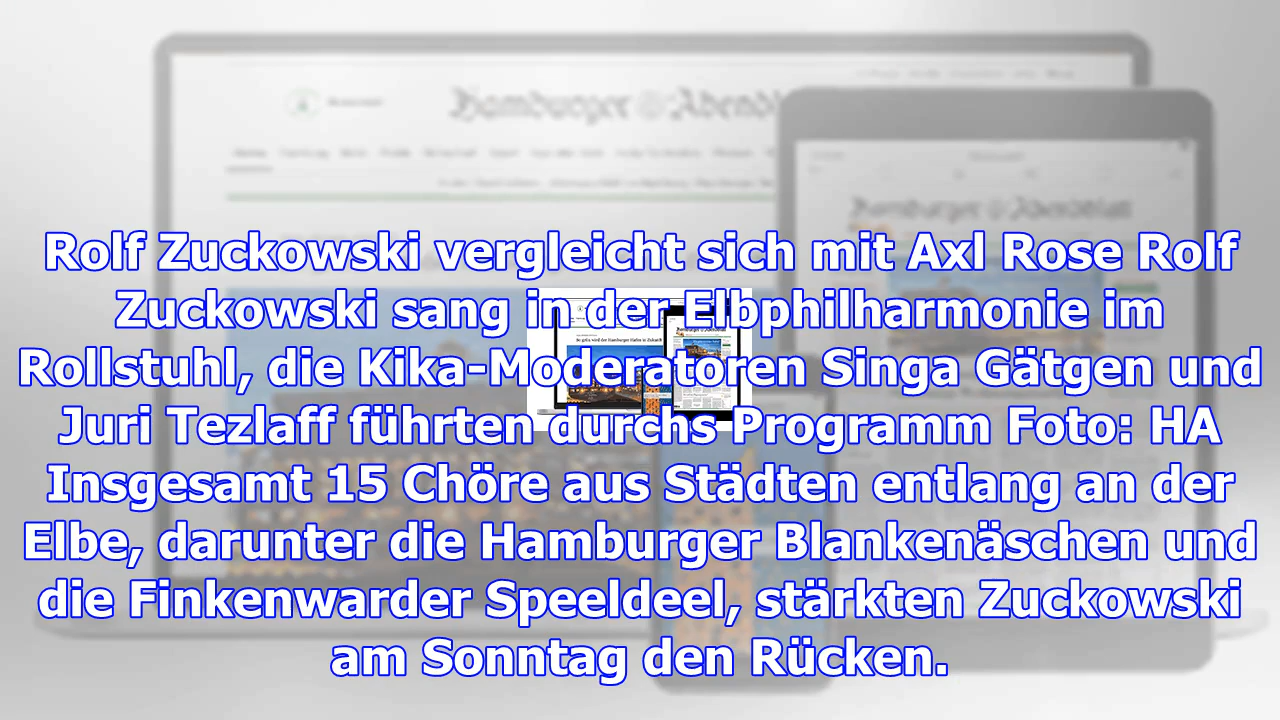 Hamburger Abendblatt
Rolf Zuckowski vergleicht sich mit Axl Rose Rolf
Zuckowski sang in der Elbphilharmonie im
Rollstuhl, die Kika-Moderatoren Singa Gätgen und
Juri Tezlaff führten durchs Programm Foto: HA
Insgesamt 15 Chöre aus Städten entlang an der
Elbe, darunter die Hamburger Blankenäschen und
die Finkenwarder Speeldeel, stärkten Zuckowski
am Sonntag den Rücken.